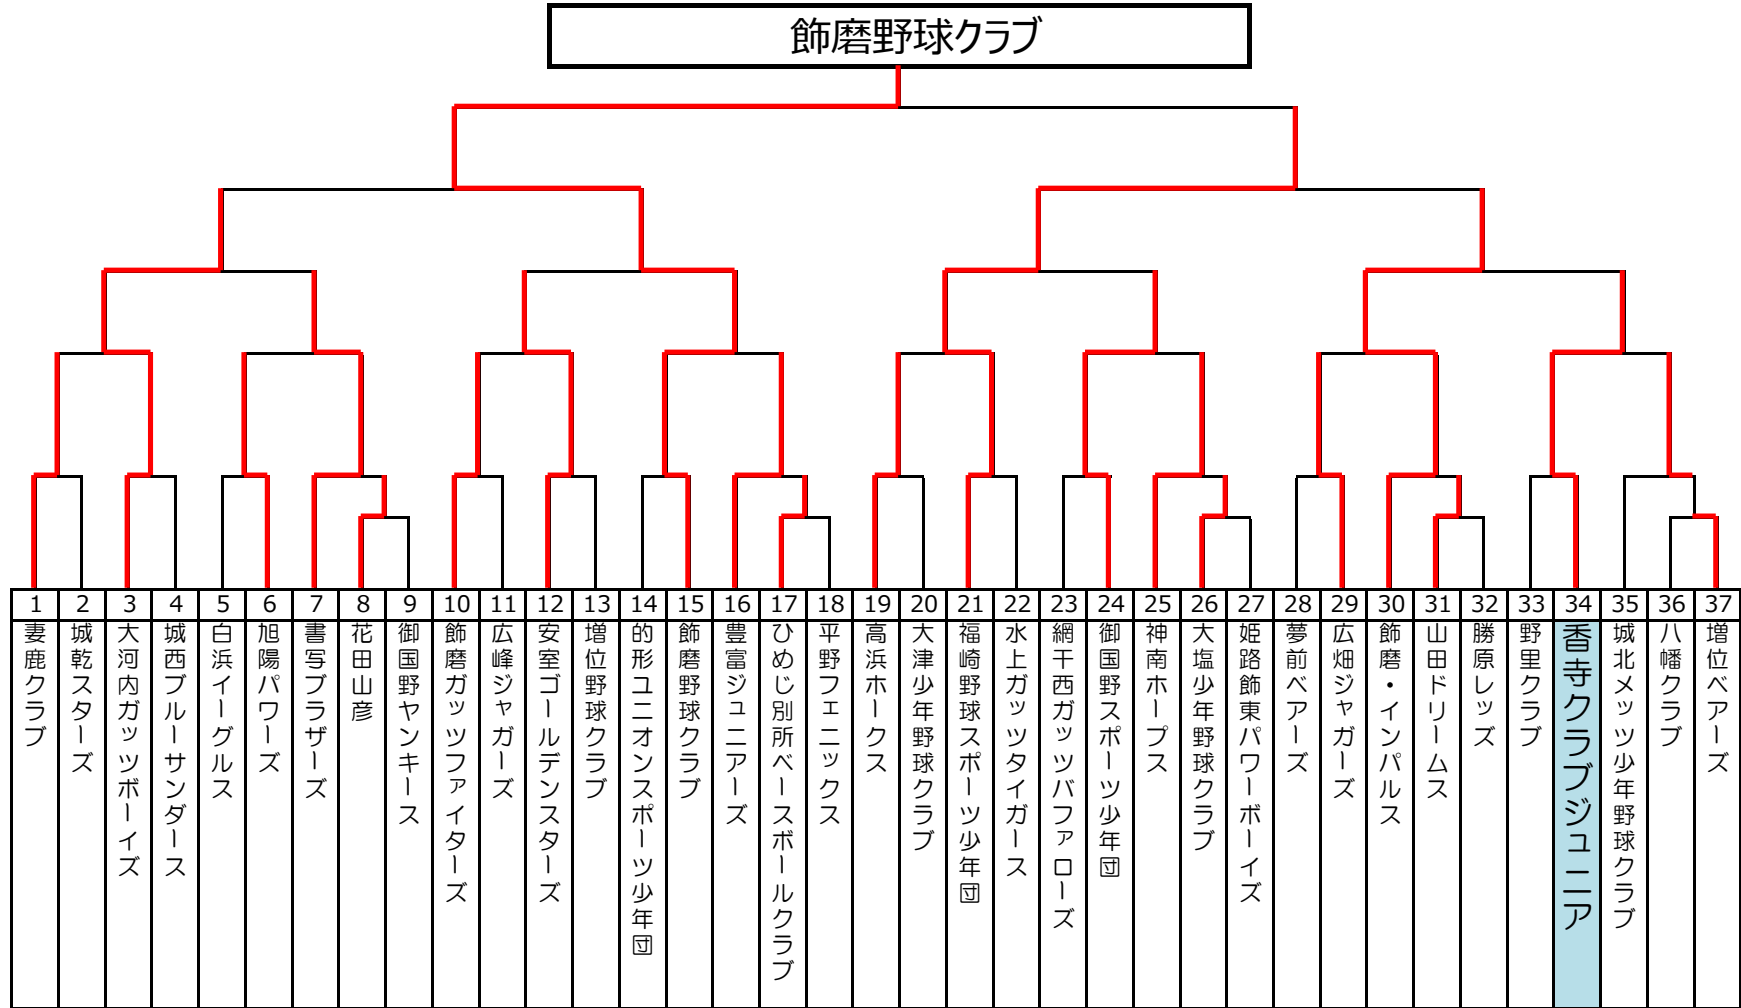 飾磨野球クラブ
1 2 3 4 5 6 7 8 9 10 11 12 13 14 15 16 17 18 19 20 21 22 23 24 25 26 27 28 29 30 31 32 33 34 35 36 37
妻鹿クラブ
城乾スターズ
大河内ガッツボーイズ
城西ブルーサンダース
白浜イーグルス
旭陽パワーズ
書写ブラザーズ
花田山彦
御国野ヤンキース
飾磨ガッツファイターズ
広峰ジャガーズ
安室ゴールデンスターズ
増位野球クラブ
的形ユニオンスポーツ少年団
飾磨野球クラブ
豊富ジュニアーズ
ひめじ別所ベースボールクラブ
平野フェニックス
高浜ホークス
大津少年野球クラブ
福崎野球スポーツ少年団
水上ガッツタイガース
網干西ガッツバファローズ
御国野スポーツ少年団
神南ホープス
大塩少年野球クラブ
姫路飾東パワーボーイズ
夢前ベアーズ
広畑ジャガーズ
飾磨・インパルス
山田ドリームス
勝原レッズ
野里クラブ
香寺クラブジュニア
城北メッツ少年野球クラブ
八幡クラブ
増位ベアーズ